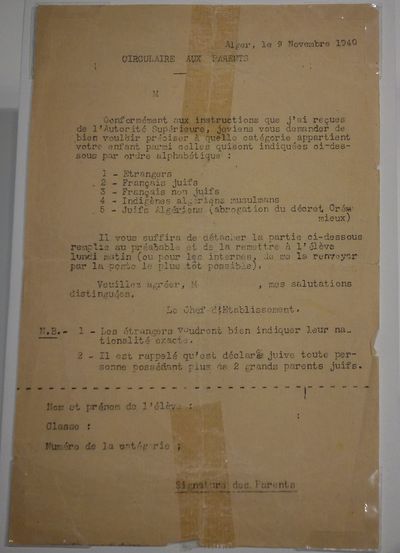 Alger, le 9 Novembre 1940
CIRCULAIRE AUX PARENTS
M
Conformément aux instructions que j'ai reçues
de l'Autorité Supérieure, jeviens vous demander de
bien vouloir préciser à quelle catégorie appartient
votre enfant parmi celles quisont indiquées ci-des-
sous par ordre alphabétique :
1 - Etrangers
2 - Français juifs
3 - Français non juifs
4 - Indigènes algériens musulmans
5 - Juifs Algériens (abrogation du décret Cré-
mieux)
Il vous suffira de détacher la partie ci-dessous
remplie au préalable et de la remettre à l'élève
lundi matin (ou pour les internes, de me la renvoyer
par la poste le plus tôt possible).
Veuillez agréer, M , mes salutations
distinguées.
Le Chef d'Etablissement.
N.B.- 1 - Les étrangers voudront bien indiquer leur na-
tionalité exacte.
2 - Il est rappelé qu'est déclaré juive toute per-
sonne possédant plus de 2 grands parents juifs.
Nom et prénom de l'élève :
Classe :
Numéro de la catégorie :
Signature des Parents